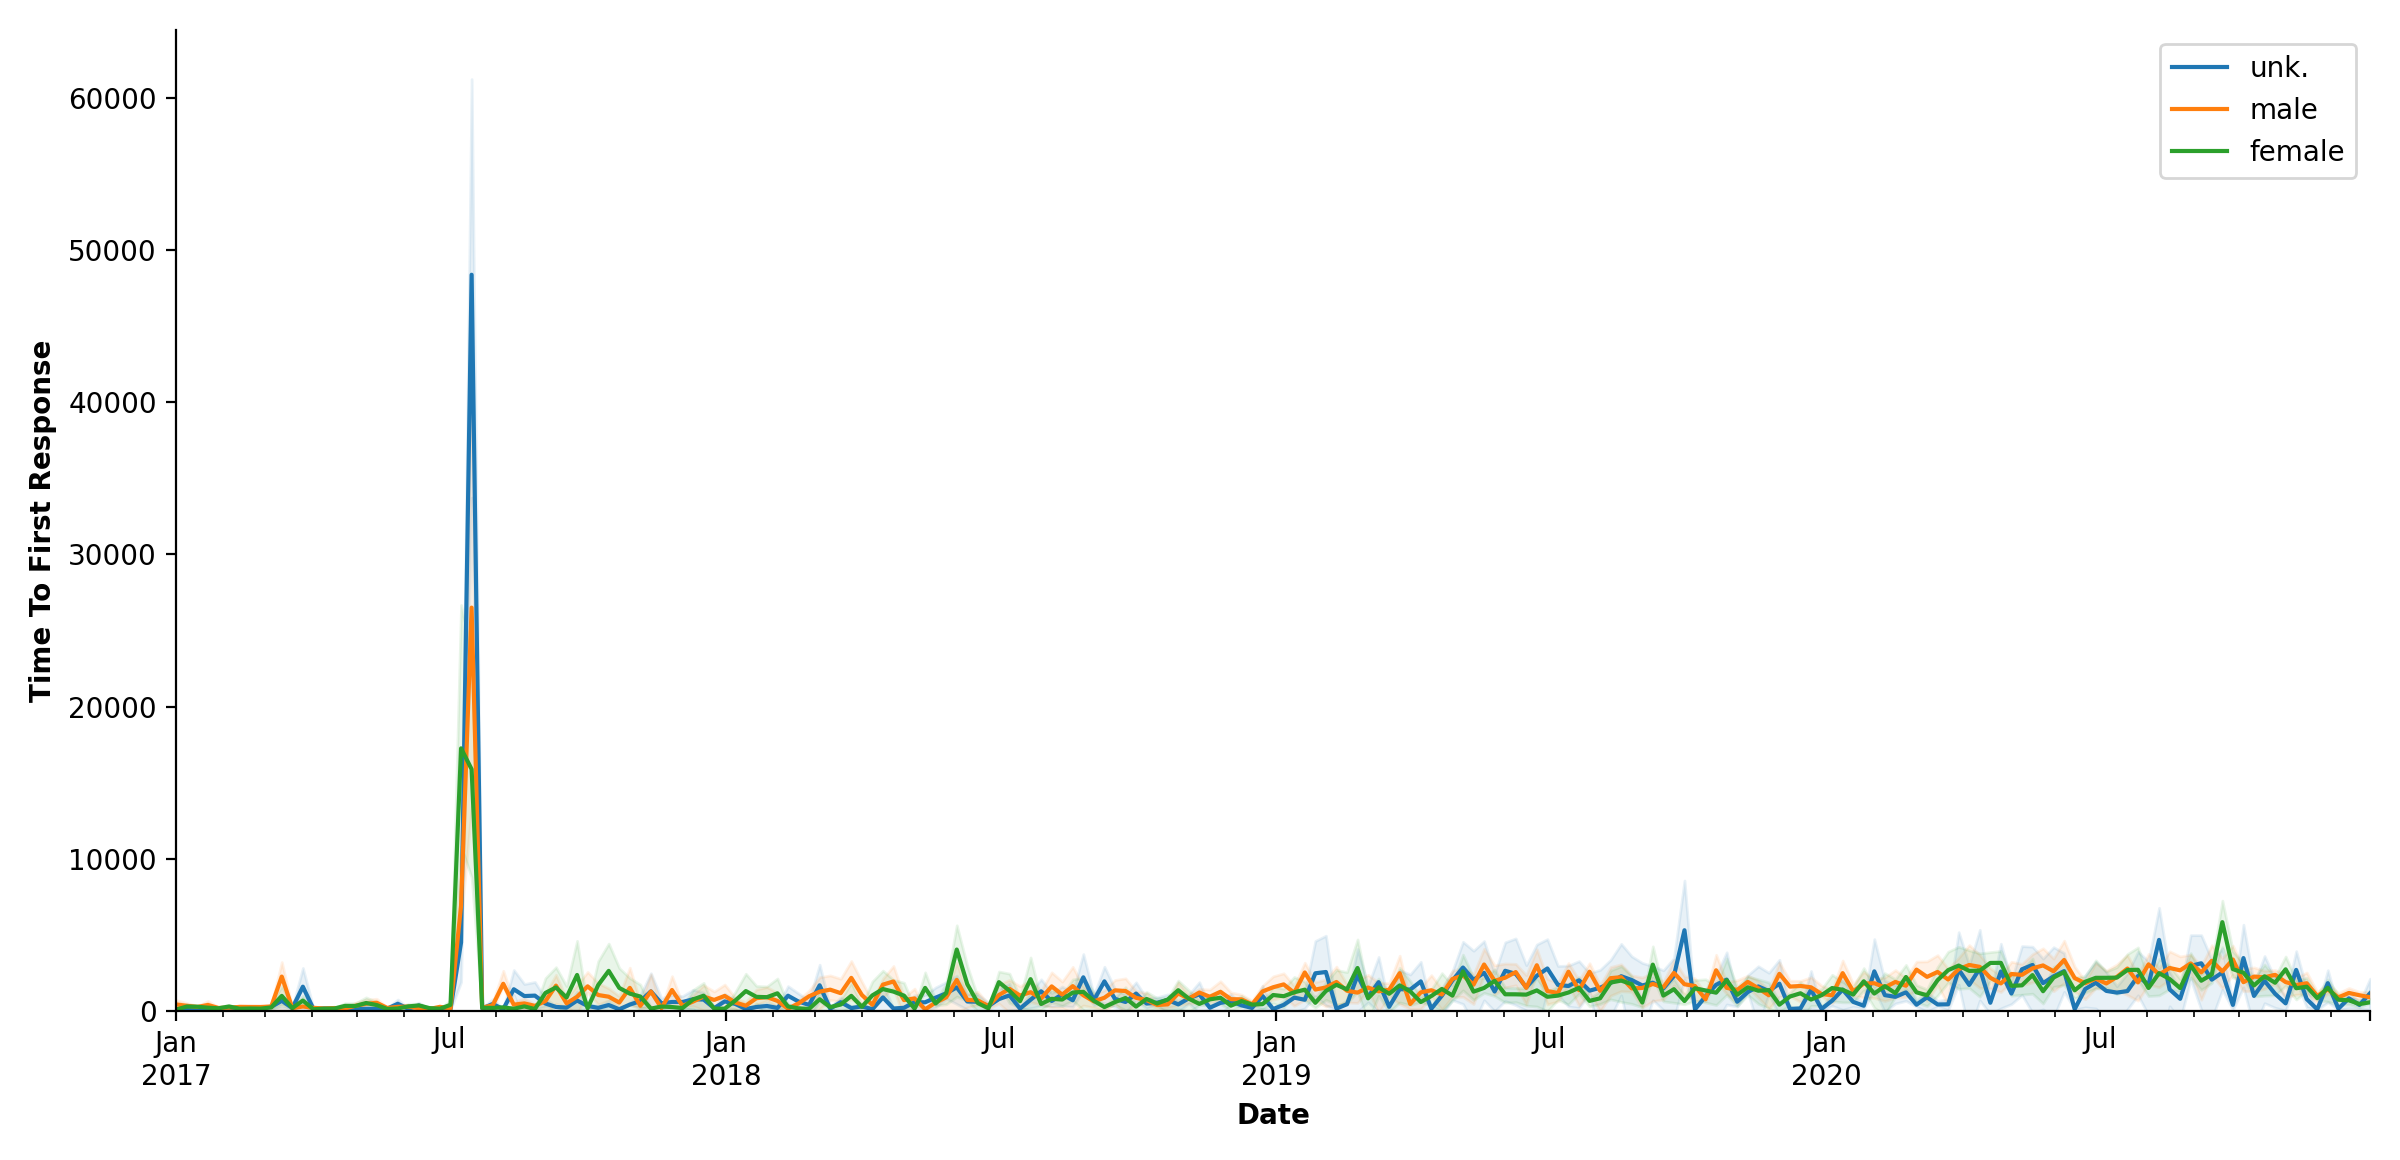 unk.
male
female
60000
50000
40000
30000
20000
10000
0
Time To First Response
Jan
2017
Jul
Jan
2018
Jul
Jan
2019
Jul
Jan
2020
Jul
Date